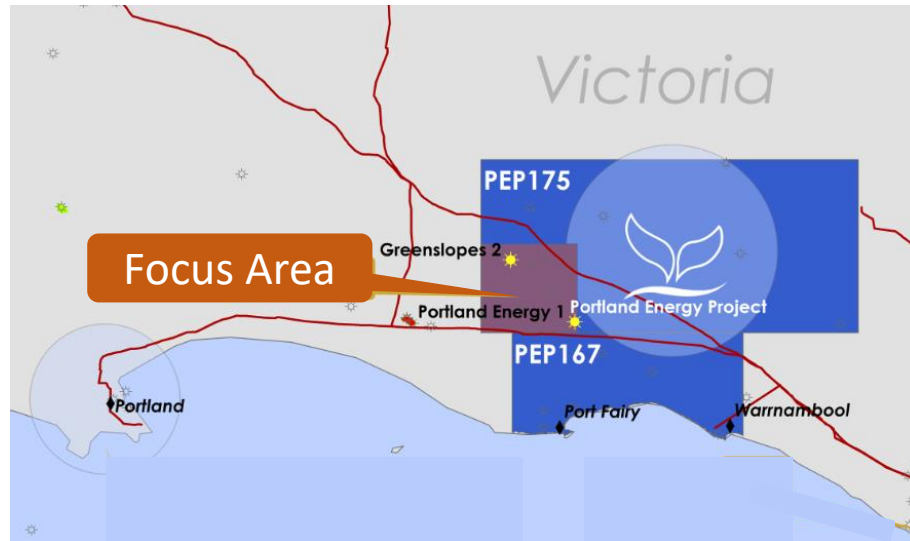 Victoria
PEP175
Greenslopes 2
Focus Area
Portland Energy 1
Portland Energy Project
PEP167
Portland
Port Fairy
Warrnambool